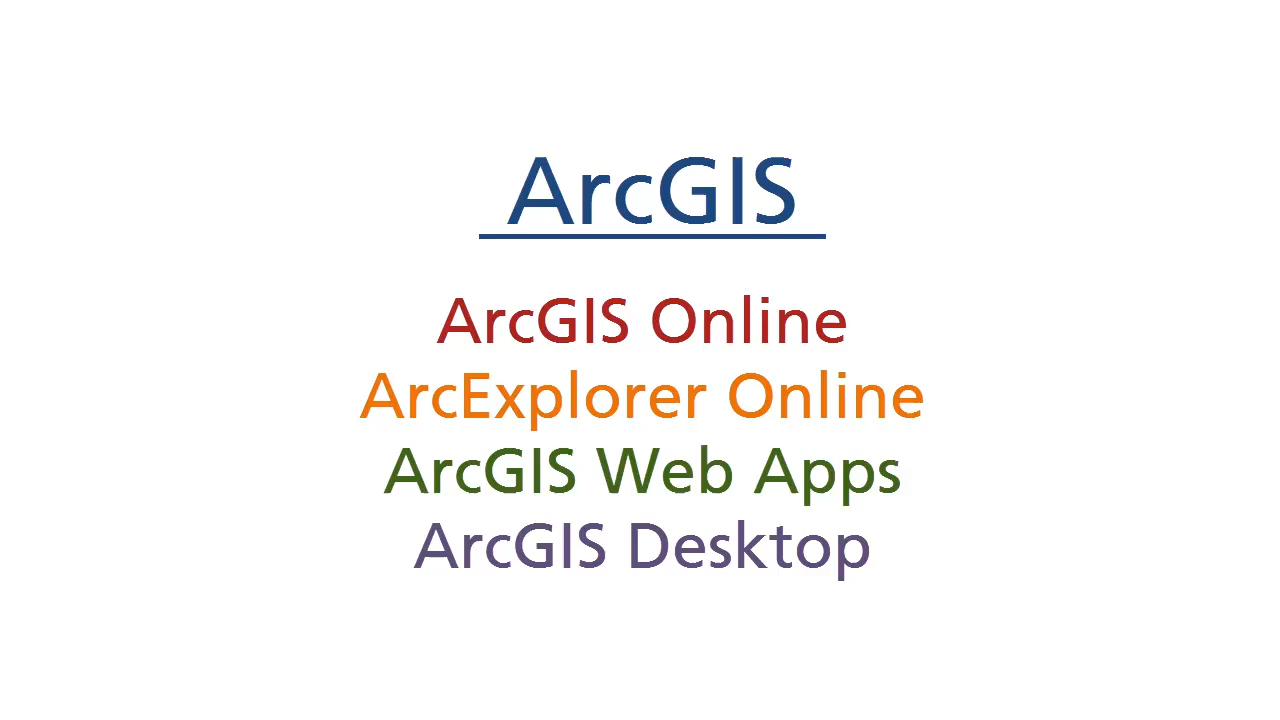 ArcGIS
ArcGIS Online
ArcExplorer Online
ArcGIS Web Apps
ArcGIS Desktop